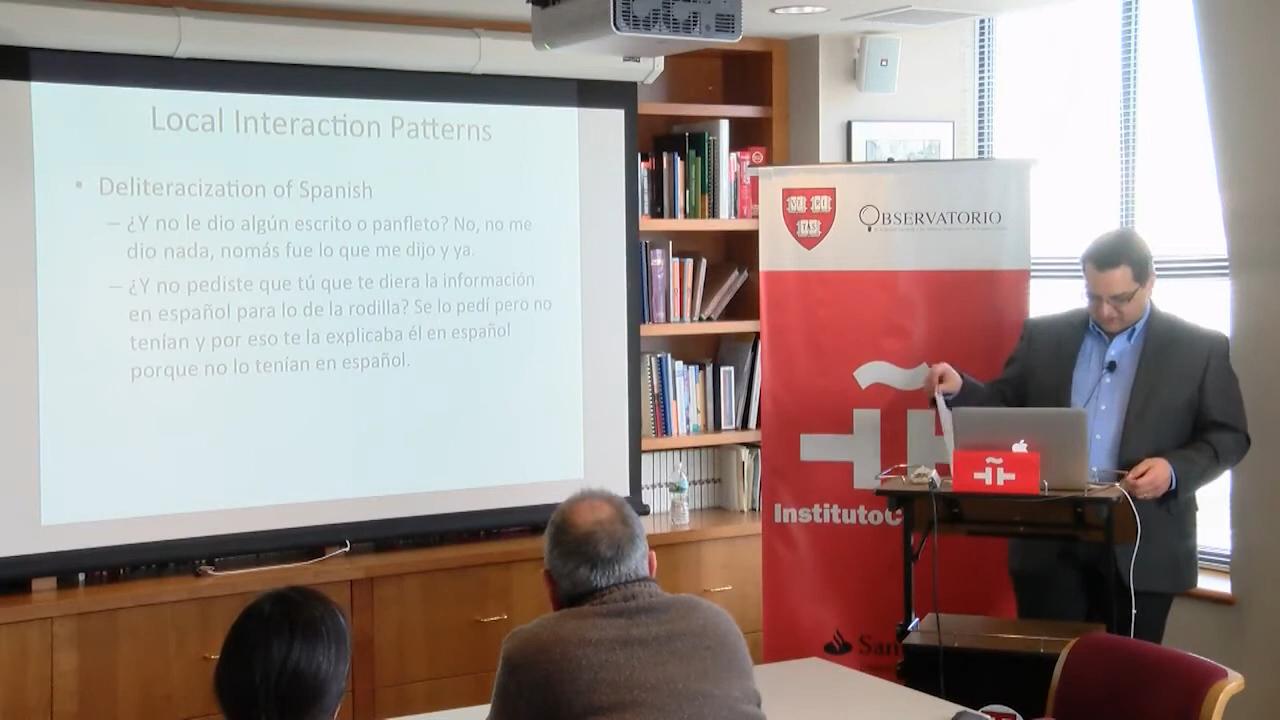 Local Interaction Patterns
• Deliteracization of Spanish
– ¿Y no le dio algún escrito o panfleto? No, no me
dio nada, nomás fue lo que me dijo y ya.
– ¿Y no pediste que tú que te diera la información
en español para lo de la rodilla? Se lo pedí pero no
tenían y por eso te la explicaba él en español
porque no lo tenían en español.
OBSERVATORIO
InstitutoC
San